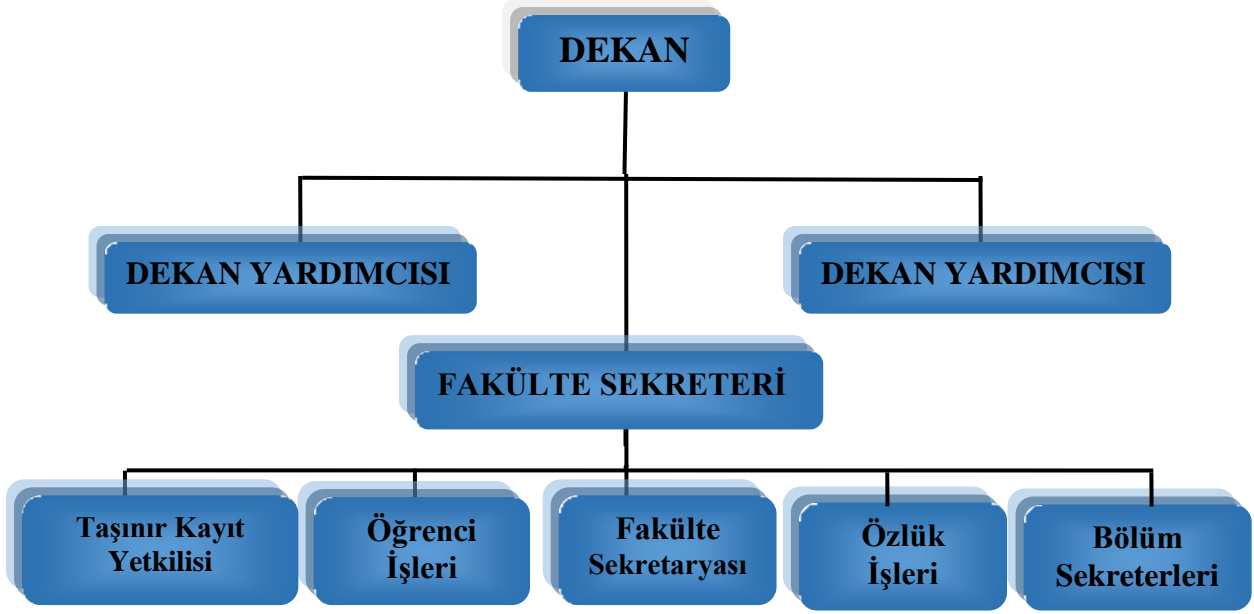 DEKAN
DEKAN YARDIMCISI
DEKAN YARDIMCISI
FAKÜLTE SEKRETERİ
Taşınır Kayıt
Yetkilisi
Öğrenci
İşleri
Fakülte
Sekretaryası
Özlük
İşleri
Bölüm
Sekreterleri